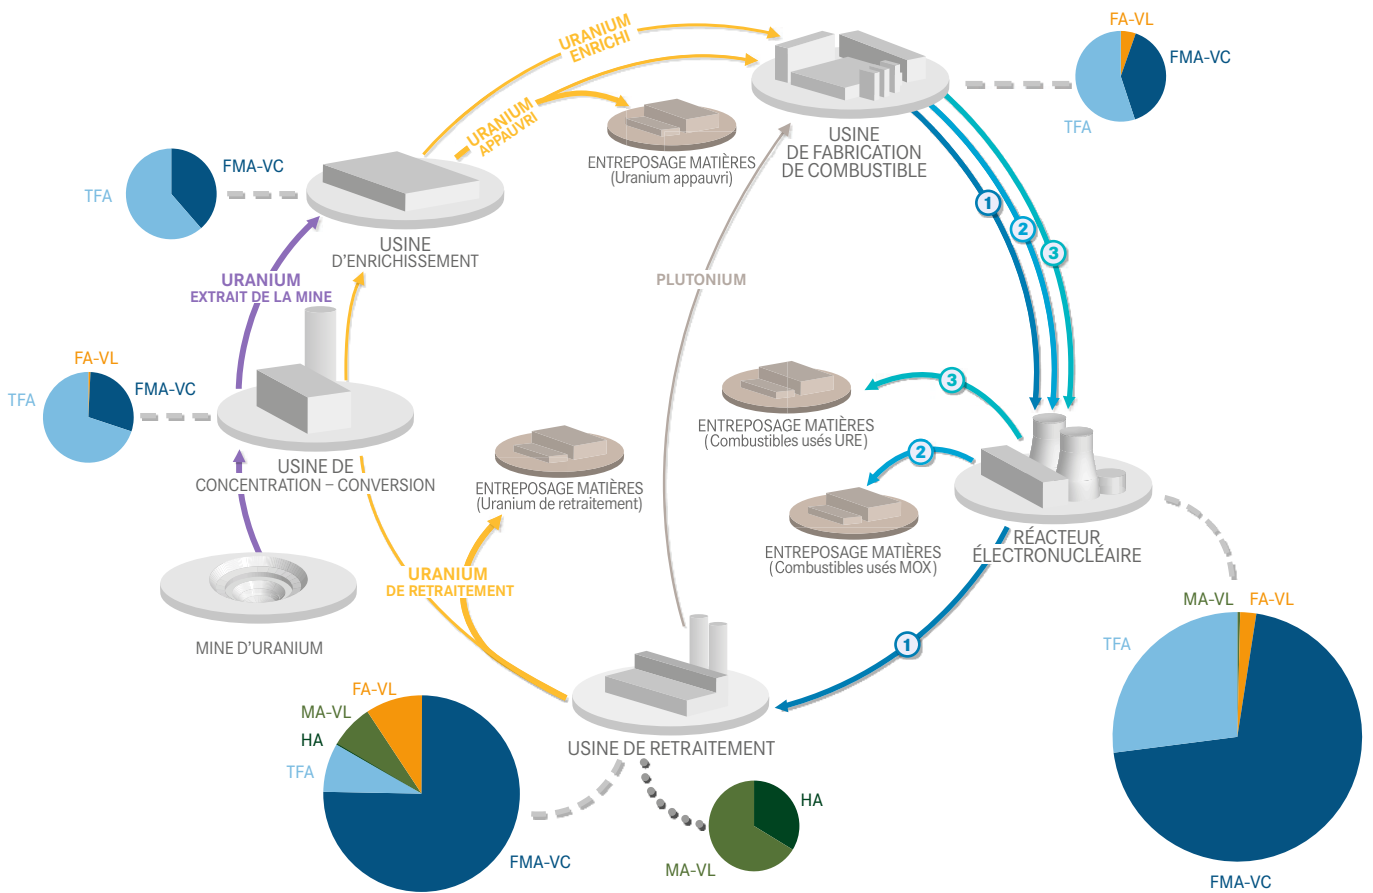 URANIUM
ENRICHI
FA-VL
FMA-VC
TFA
URANIUM
APPAUVRI
USINE
DE FABRICATION
DE COMBUSTIBLE
ENTREPOSAGE MATIÈRES
(Uranium appauvri)
FMA-VC
TFA
1
2
3
USINE
D'ENRICHISSEMENT
URANIUM
EXTRAIT DE LA MINE
PLUTONIUM
FA-VL
FMA-VC
TFA
3
ENTREPOSAGE MATIÈRES
(Combustibles usés URE)
2
USINE DE
CONCENTRATION – CONVERSION
ENTREPOSAGE MATIÈRES
(Uranium de retraitement)
ENTREPOSAGE MATIÈRES
(Combustibles usés MOX)
RÉACTEUR
ÉLECTRONUCLÉAIRE
URANIUM
DE RETRAITEMENT
MINE D'URANIUM
1
MA-VL
FA-VL
TFA
FMA-VC
FA-VL
MA-VL
HA
TFA
FMA-VC
USINE DE RETRAITEMENT
HA
MA-VL